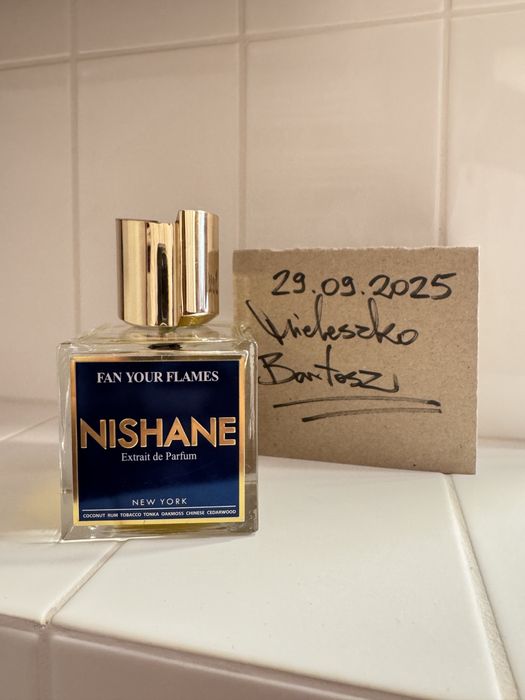 FAN YOUR FLAMES
NISHANE
Extrait de Parfum
NEW YORK
COCONUT RUM TOBACCO TONKA OAKMOSS CHINESE CEDARWOOD
29.09.2025
Mieleszko
Bartosz